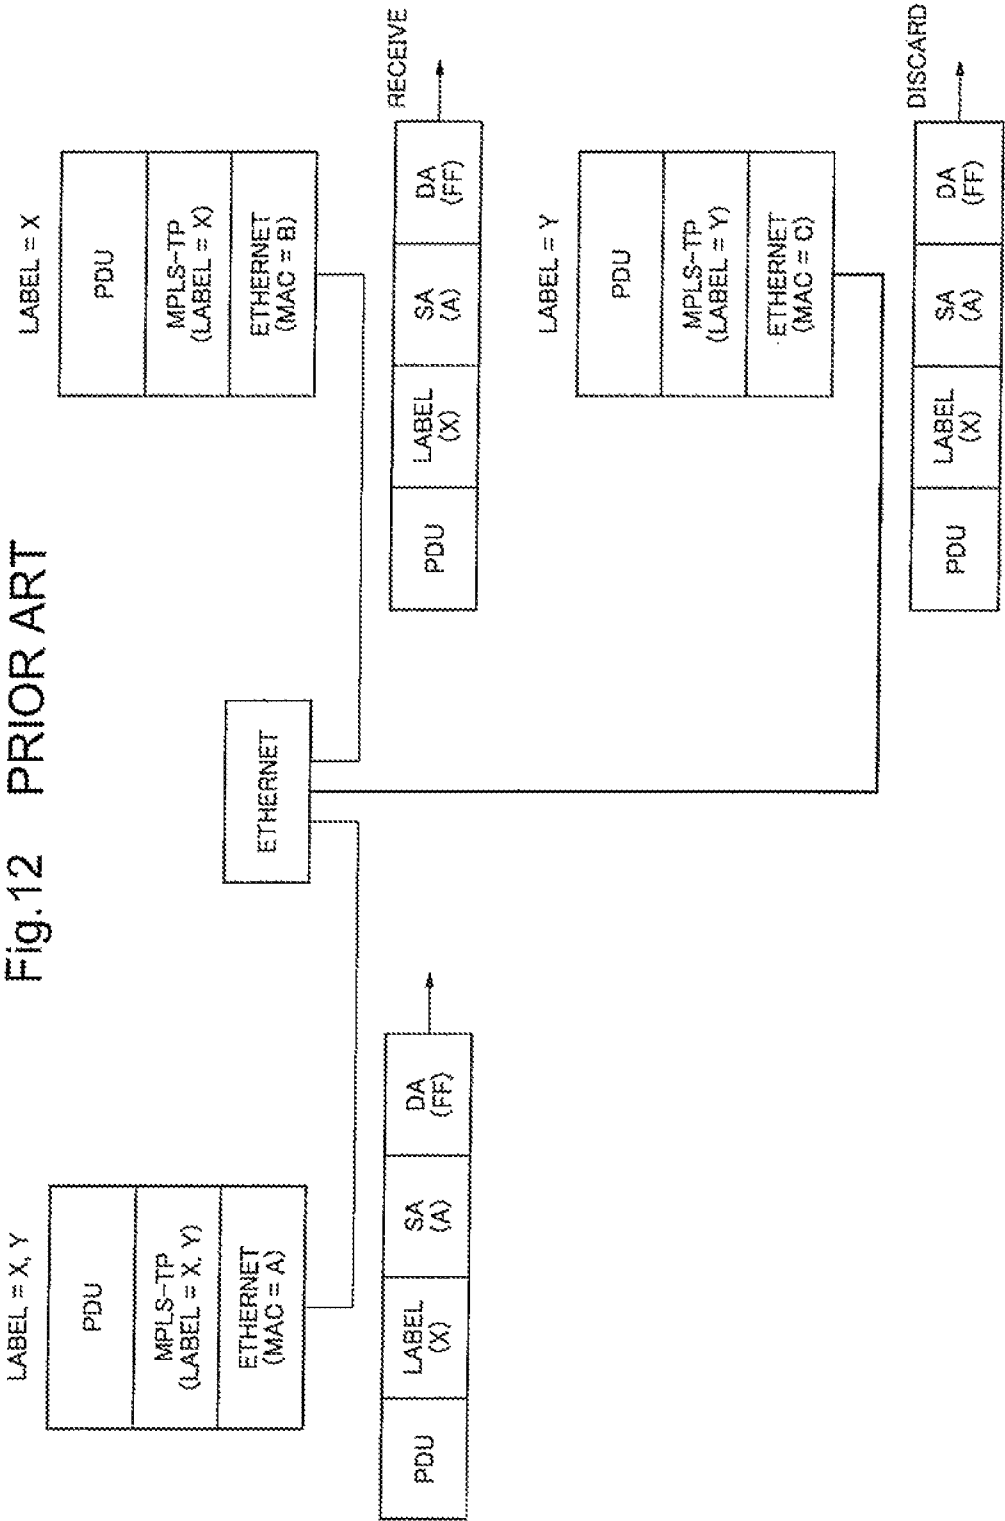 Fig.12 PRIOR ART
LABEL = X, Y
PDU
MPLS-TP
(LABEL = X, Y)
ETHERNET
(MAC = A)
PDU
LABEL
(X)
SA
(A)
DA
(FF)
ETHERNET
LABEL = X
PDU
MPLS-TP
(LABEL = X)
ETHERNET
(MAC = B)
PDU
LABEL
(X)
SA
(A)
DA
(FF)
RECEIVE
LABEL = Y
PDU
MPLS-TP
(LABEL = Y)
ETHERNET
(MAC = C)
PDU
LABEL
(X)
SA
(A)
DA
(FF)
DISCARD